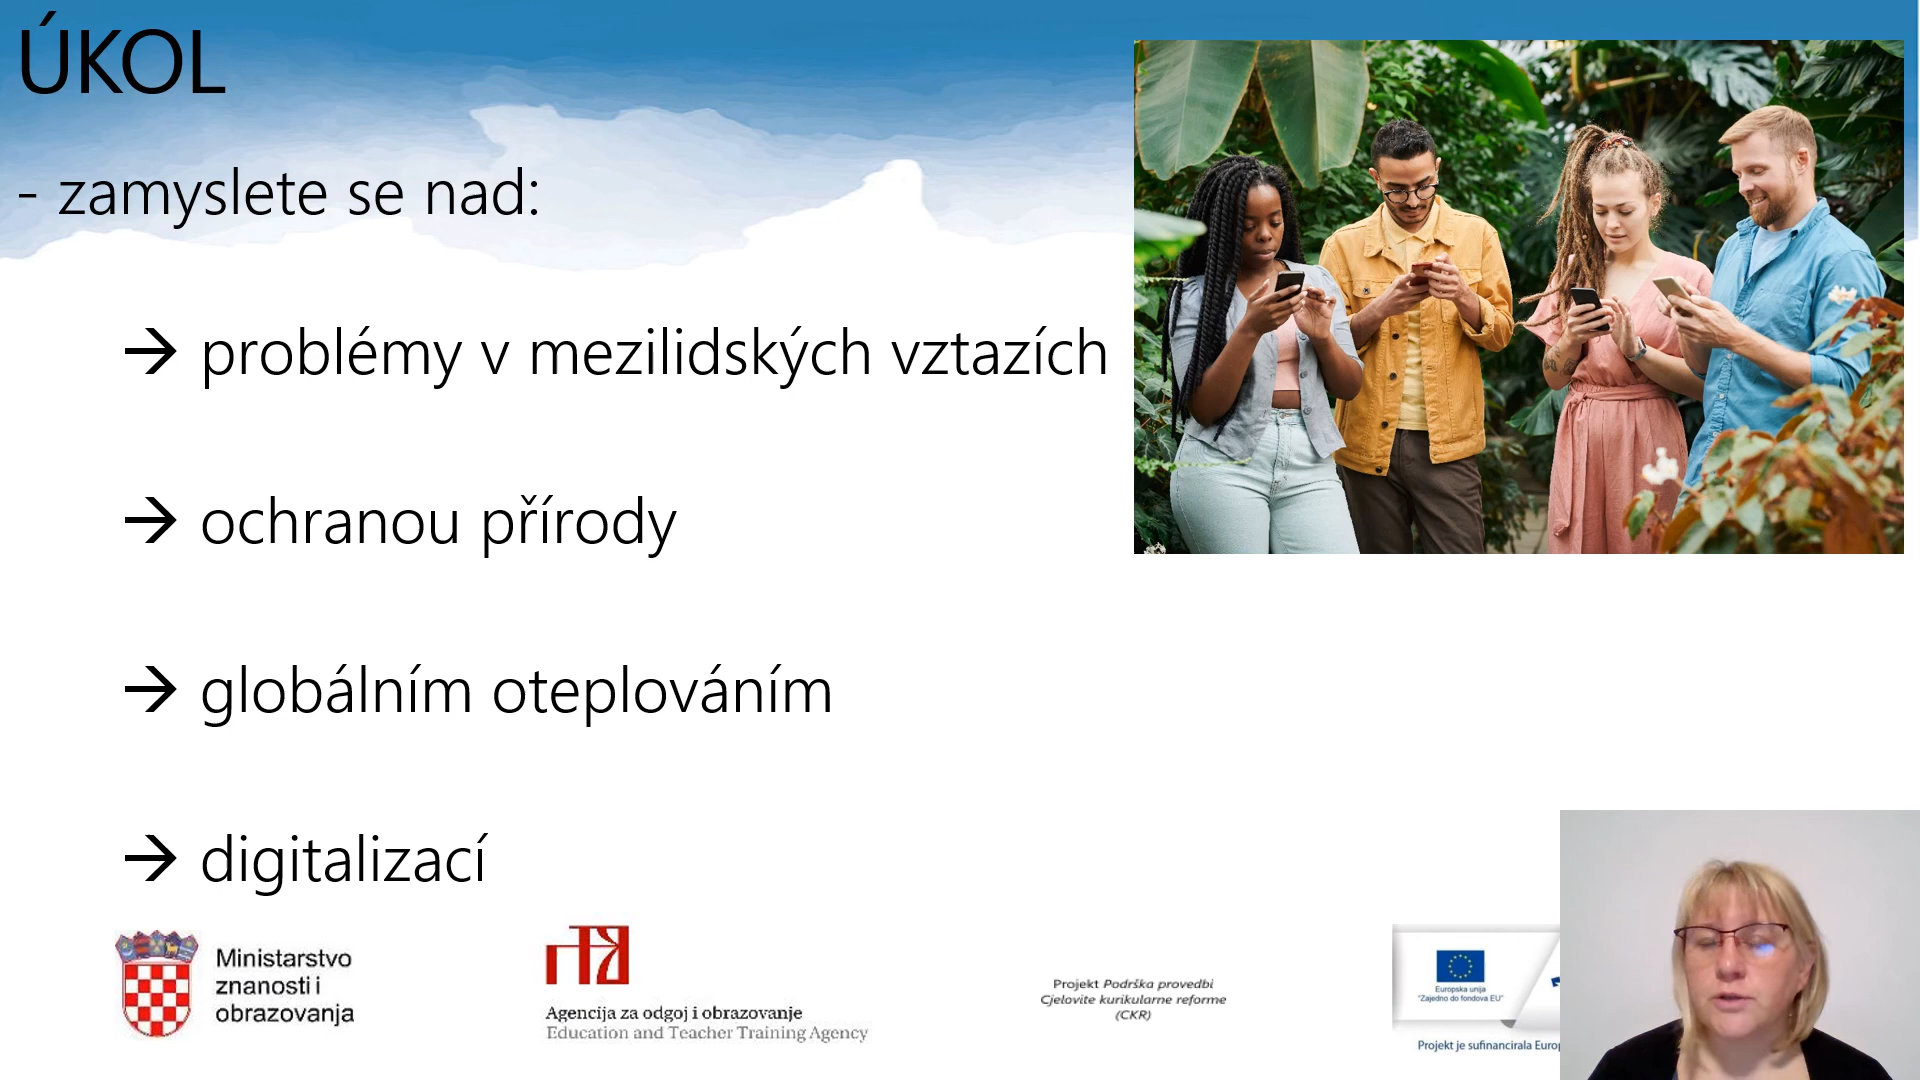 ÚKOL
- zamyslete se nad:
→ problémy v mezilidských vztazích
→ ochranou přírody
→ globálním oteplováním
→ digitalizací
Ministarstvo
znanosti i
obrazovanja
Agencija za odgoj i obrazovanje
Education and Teacher Training Agency
Projekt Podrška provedbi
Cjelovite kurikularne reforme
(CKR)
Europska unija
"Zajedno do fondova EU"
Projekt je sufinancirala Europ